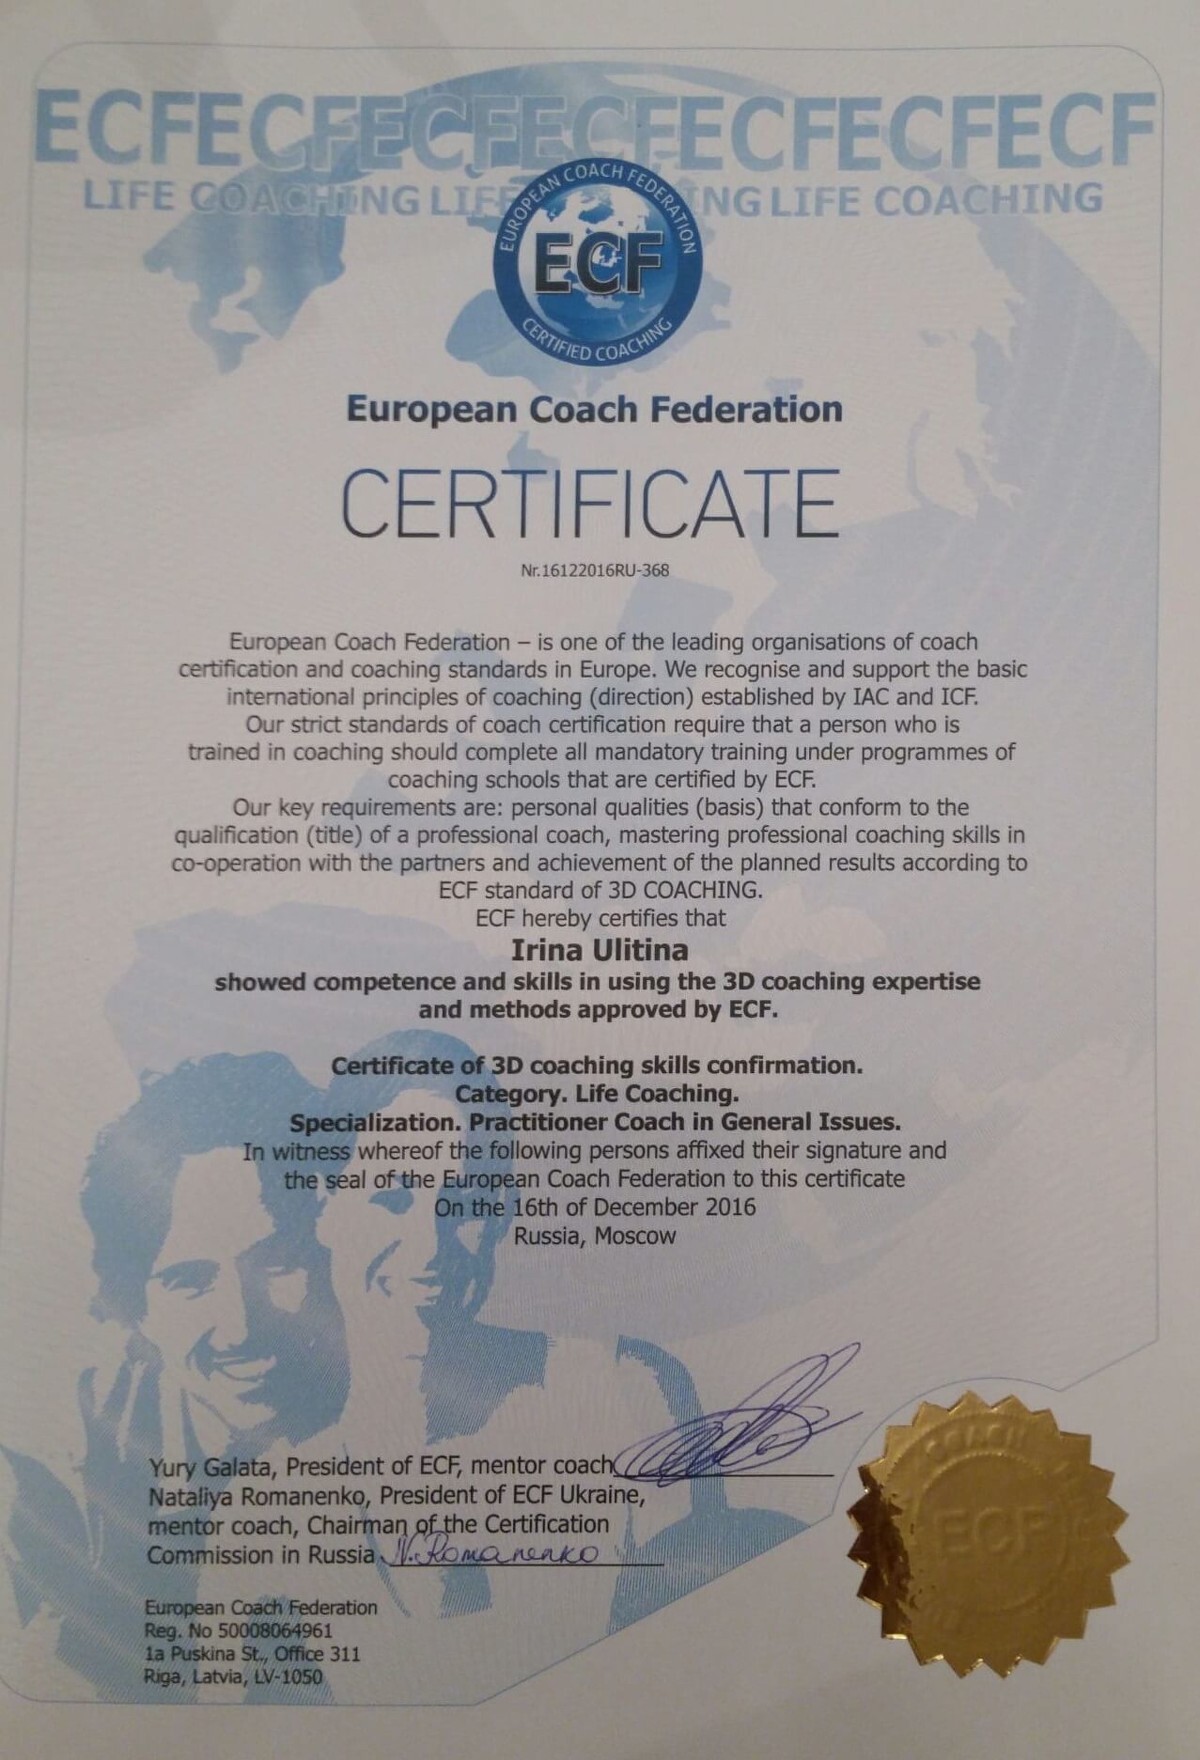 ECFECFECFECFECFECFECFECF
LIFE COACHING LIFE NG LIFE COACHING
EUROPEAN COACH FEDERATION
ECF
CERTIFIED COACHING
European Coach Federation
CERTIFICATE
Nr.16122016RU-368
European Coach Federation – is one of the leading organisations of coach
certification and coaching standards in Europe. We recognise and support the basic
international principles of coaching (direction) established by IAC and ICF.
Our strict standards of coach certification require that a person who is
trained in coaching should complete all mandatory training under programmes of
coaching schools that are certified by ECF.
Our key requirements are: personal qualities (basis) that conform to the
qualification (title) of a professional coach, mastering professional coaching skills in
co-operation with the partners and achievement of the planned results according to
ECF standard of 3D COACHING.
ECF hereby certifies that
Irina Ulitina
showed competence and skills in using the 3D coaching expertise
and methods approved by ECF.
Certificate of 3D coaching skills confirmation.
Category. Life Coaching.
Specialization. Practitioner Coach in General Issues.
In witness whereof the following persons affixed their signature and
the seal of the European Coach Federation to this certificate
On the 16th of December 2016
Russia, Moscow
Yury Galata, President of ECF, mentor coach
Nataliya Romanenko, President of ECF Ukraine,
mentor coach, Chairman of the Certification
Commission in Russia N. Romanenko
European Coach Federation
Reg. No 50008064961
1a Puskina St., Office 311
Riga, Latvia, LV-1050
COACH
ECF